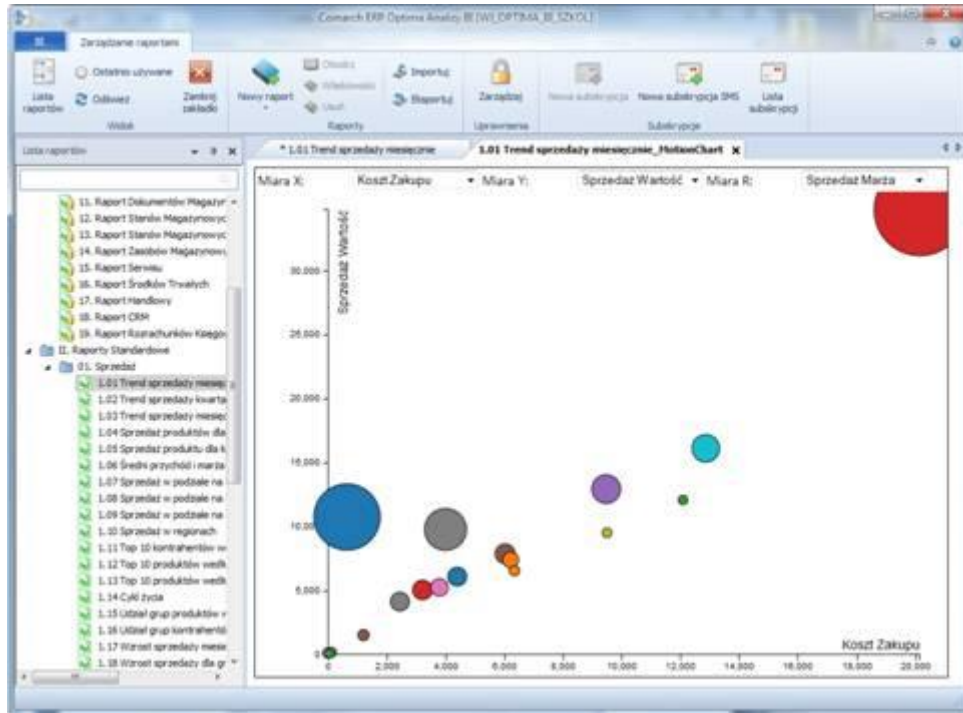 Comarch ERP Optima Analizy BI [WJ_OPTIMA_BI_SZKOL]
Zarządzanie raportami
Lista raportów
Ostatnio używane
Odśwież
Zamknij zakładki
Widok
Nowy raport
Otwórz
Właściwości
Usuń
Importuj
Eksportuj
Raporty
Zarządzaj
Uprawnienia
Nowa subskrypcja
Nowa subskrypcja SMS
Lista subskrypcji
Subskrypcje
Lista raportów
11. Raport Dokumentów Magazyr
12. Raport Stanów Magazynowyc
13. Raport Stanów Magazynowyc
14. Raport Zasobów Magazynowy
15. Raport Serwisu
16. Raport Środków Trwałych
17. Raport Handlowy
18. Raport CRM
19. Raport Rozrachunków Księgo
II. Raporty Standardowe
01. Sprzedaż
1.01 Trend sprzedaży miesięc
1.02 Trend sprzedaży kwarta
1.03 Trend sprzedaży miesięc
1.04 Sprzedaż produktów dla
1.05 Sprzedaż produktu dla k
1.06 Średni przychód i marża
1.07 Sprzedaż w podziale na
1.08 Sprzedaż w podziale na
1.09 Sprzedaż w podziale na
1.10 Sprzedaż w regionach
1.11 Top 10 kontrahentów w
1.12 Top 10 produktów wedł
1.13 Top 10 produktów wedł
1.14 Cykl życia
1.15 Udział grup produktów
1.16 Udział grup kontrahentó
1.17 Wzrost sprzedaży miesi
1.18 Wzrost sprzedaży dla gr
* 1.01 Trend sprzedaży miesięcznie
1.01 Trend sprzedaży miesięcznie_MotionChart
Miara X: Koszt Zakupu Miara Y: Sprzedaż Wartość Miara R: Sprzedaż Marża
Sprzedaż Wartość
30,000
25,000
20,000
15,000
10,000
5,000
0
Koszt Zakupu
0 2,000 4,000 6,000 8,000 10,000 12,000 14,000 16,000 18,000 20,000